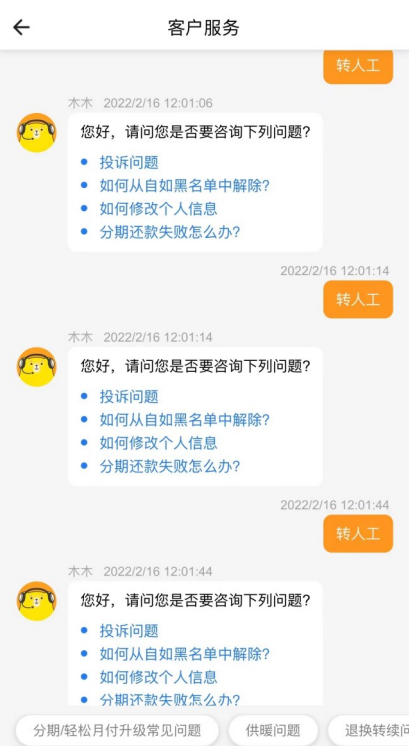 客户服务
转人工
木木 2022/2/16 12:01:06
您好，请问您是否要咨询下列问题？
投诉问题
如何从自如黑名单中解除？
如何修改个人信息
分期还款失败怎么办？
2022/2/16 12:01:14
转人工
木木 2022/2/16 12:01:14
您好，请问您是否要咨询下列问题？
投诉问题
如何从自如黑名单中解除？
如何修改个人信息
分期还款失败怎么办？
2022/2/16 12:01:44
转人工
木木 2022/2/16 12:01:44
您好，请问您是否要咨询下列问题？
投诉问题
如何从自如黑名单中解除？
如何修改个人信息
分期还款失败怎么办？
分期/轻松月付升级常见问题 供暖问题 退换转续问